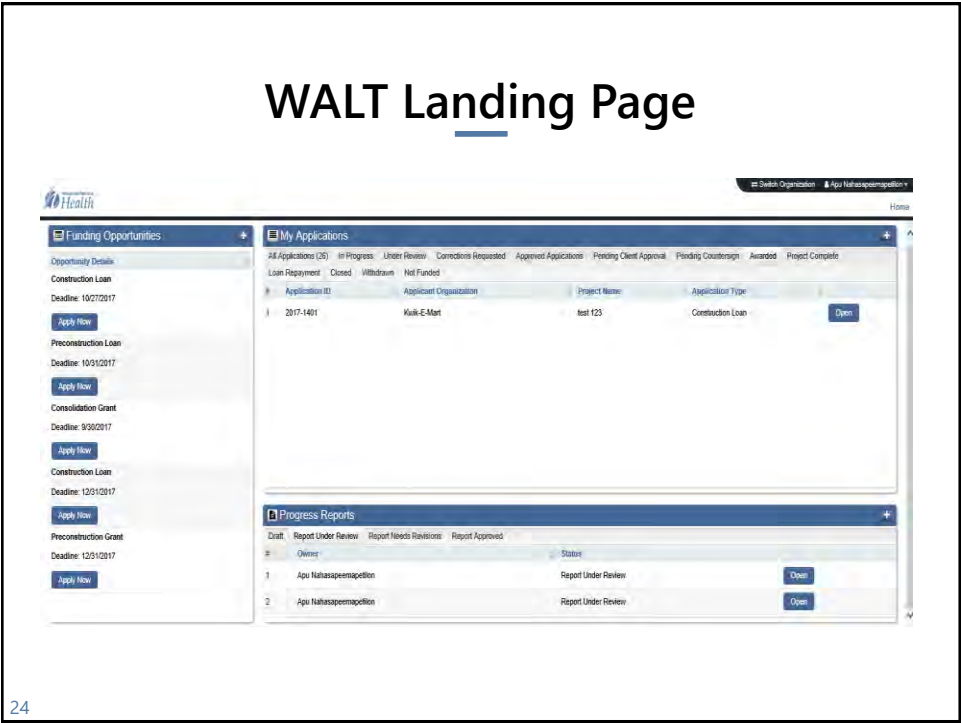 WALT Landing Page
Switch Organization Apu Nahasapeemapetilon
Health
Home
Funding Opportunities +
Opportunity Details
Construction Loan
Deadline: 10/27/2017
Apply Now
Preconstruction Loan
Deadline: 10/31/2017
Apply Now
Consolidation Grant
Deadline: 9/30/2017
Apply Now
Construction Loan
Deadline: 12/31/2017
Apply Now
Preconstruction Grant
Deadline: 12/31/2017
Apply Now
My Applications +
All Applications (26) In Progress Under Review Corrections Requested Approved Applications Pending Client Approval Pending Countersign Awarded Project Complete
Loan Repayment Closed Withdrawn Not Funded
# Application ID Applicant Organization Project Name Application Type
1 2017-1401 Kwik-E-Mart test 123 Construction Loan Open
Progress Reports +
Draft Report Under Review Report Needs Revisions Report Approved
# Owner Status
1 Apu Nahasapeemapetilon Report Under Review Open
2 Apu Nahasapeemapetilon Report Under Review Open
24